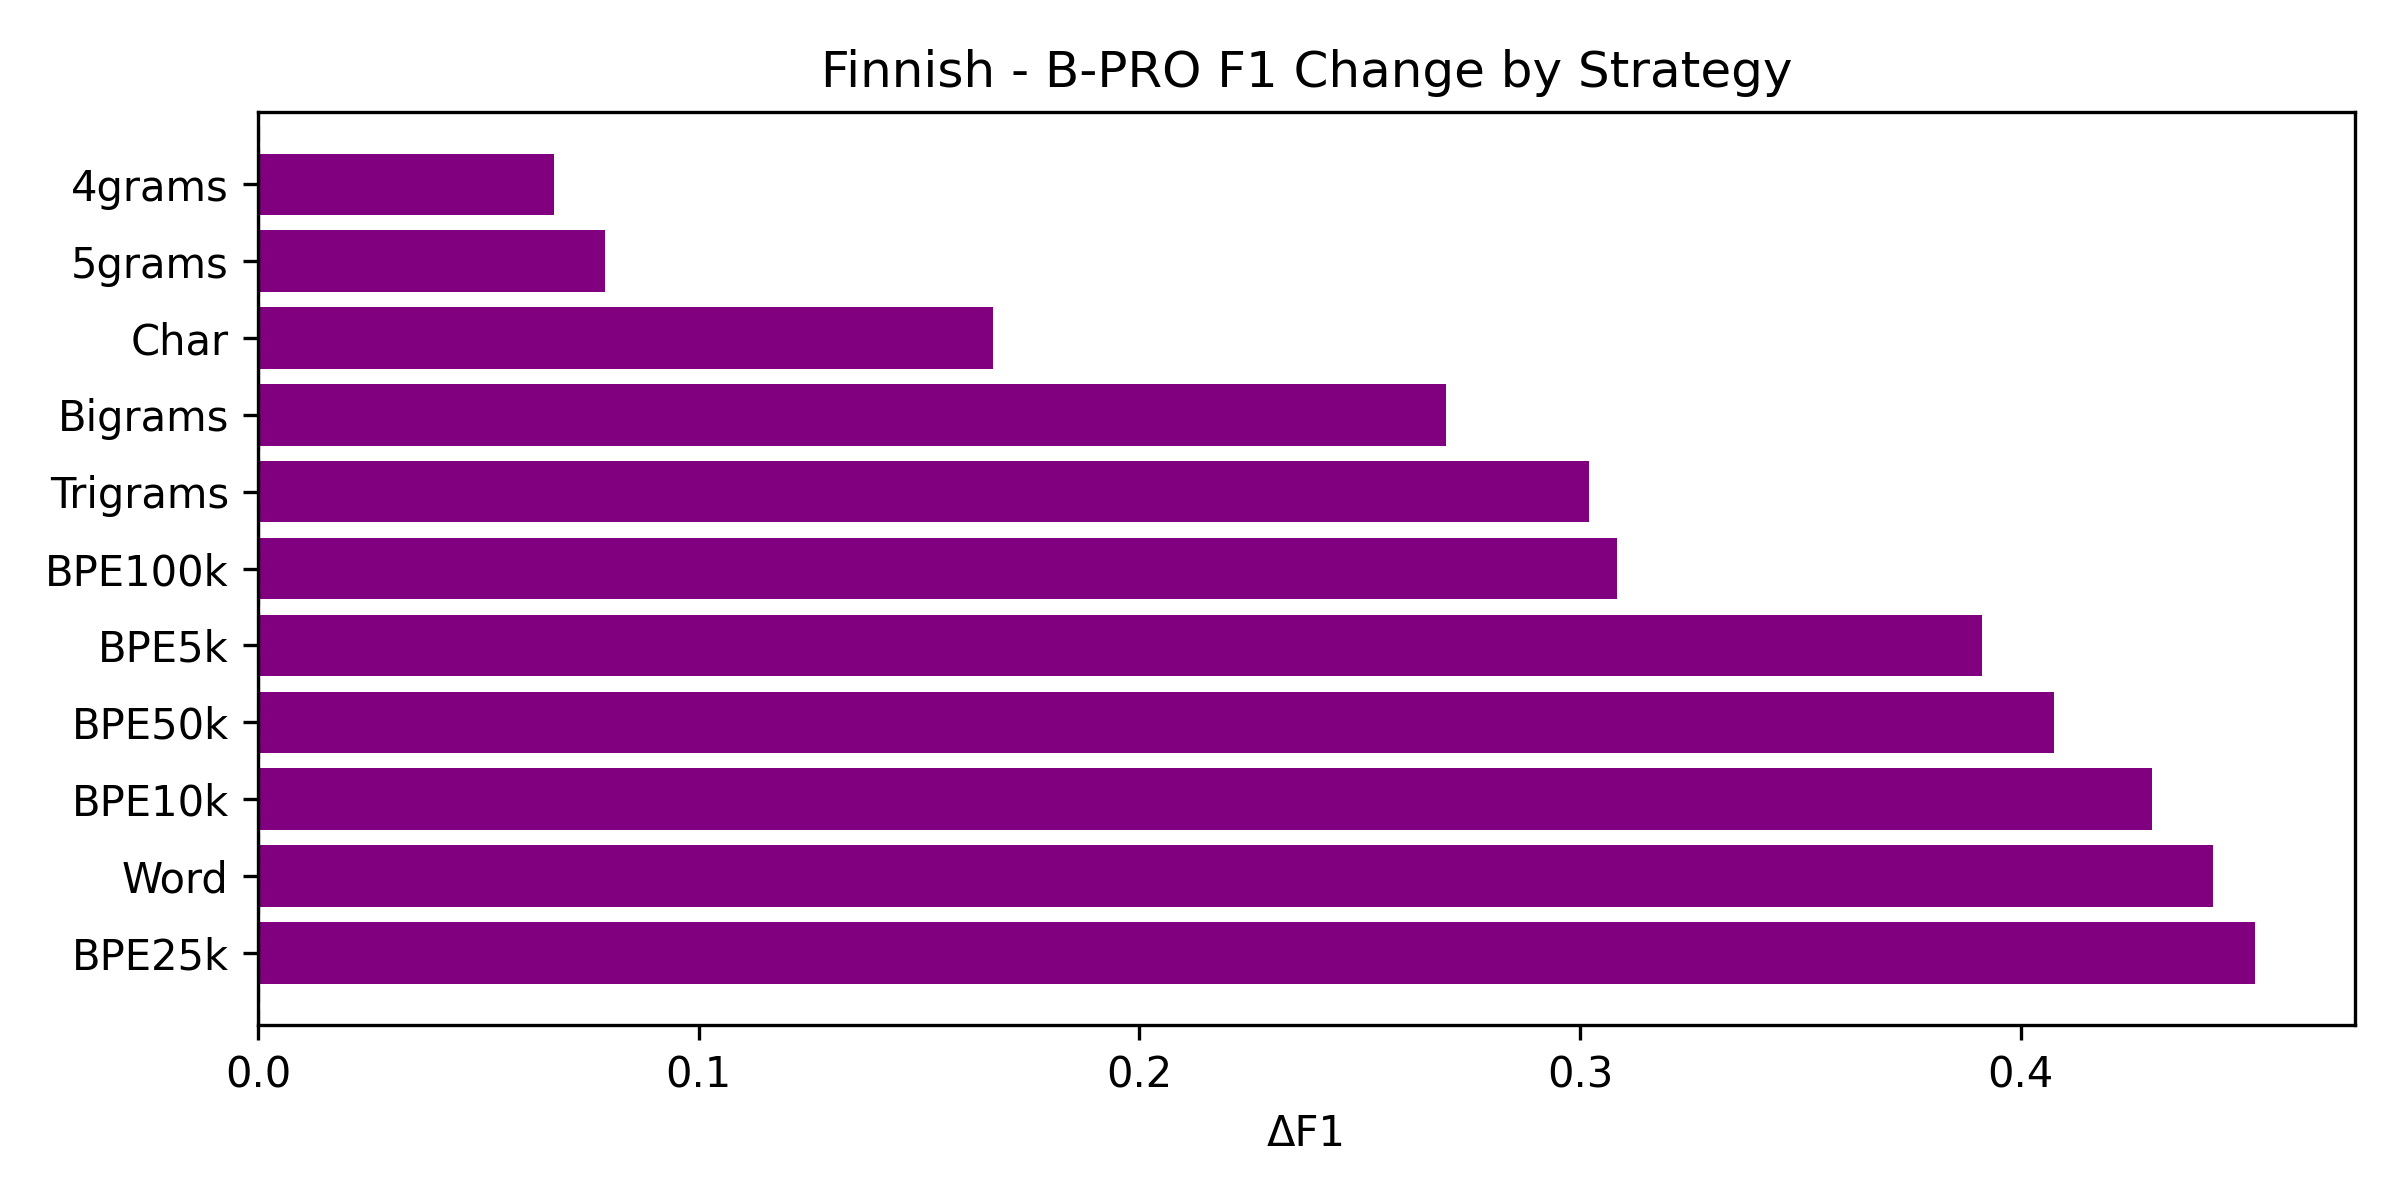 Finnish - B-PRO F1 Change by Strategy
4grams
5grams
Char
Bigrams
Trigrams
BPE100k
BPE5k
BPE50k
BPE10k
Word
BPE25k
0.0 0.1 0.2 0.3 0.4
ΔF1